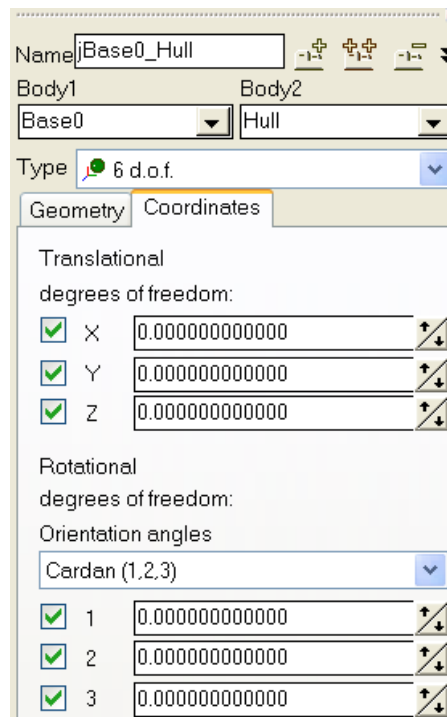 Name jBase0_Hull
Body1 Body2
Base0 Hull
Type 6 d.o.f.
Geometry Coordinates
Translational
degrees of freedom:
X 0.000000000000
Y 0.000000000000
Z 0.000000000000
Rotational
degrees of freedom:
Orientation angles
Cardan (1,2,3)
1 0.000000000000
2 0.000000000000
3 0.000000000000